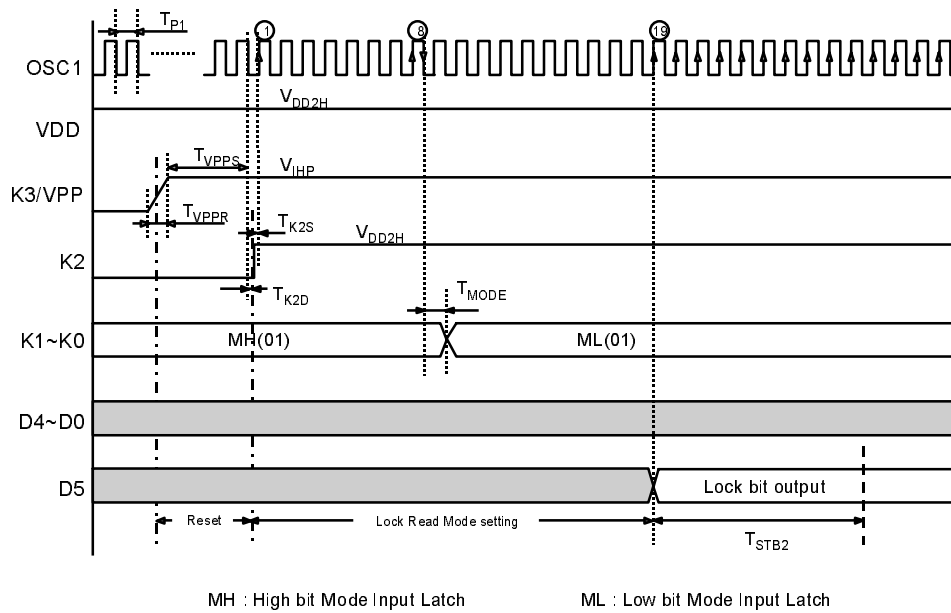 TP1
1
8
19
OSC1
VDD2H
VDD
TVPPS
VIHP
K3/VPP
TVPPR
TK2S
VDD2H
K2
TK2D
TMODE
K1~K0
MH(01)
ML(01)
D4~D0
D5
Lock bit output
Reset
Lock Read Mode setting
TSTB2
MH : High bit Mode Input Latch
ML : Low bit Mode Input Latch